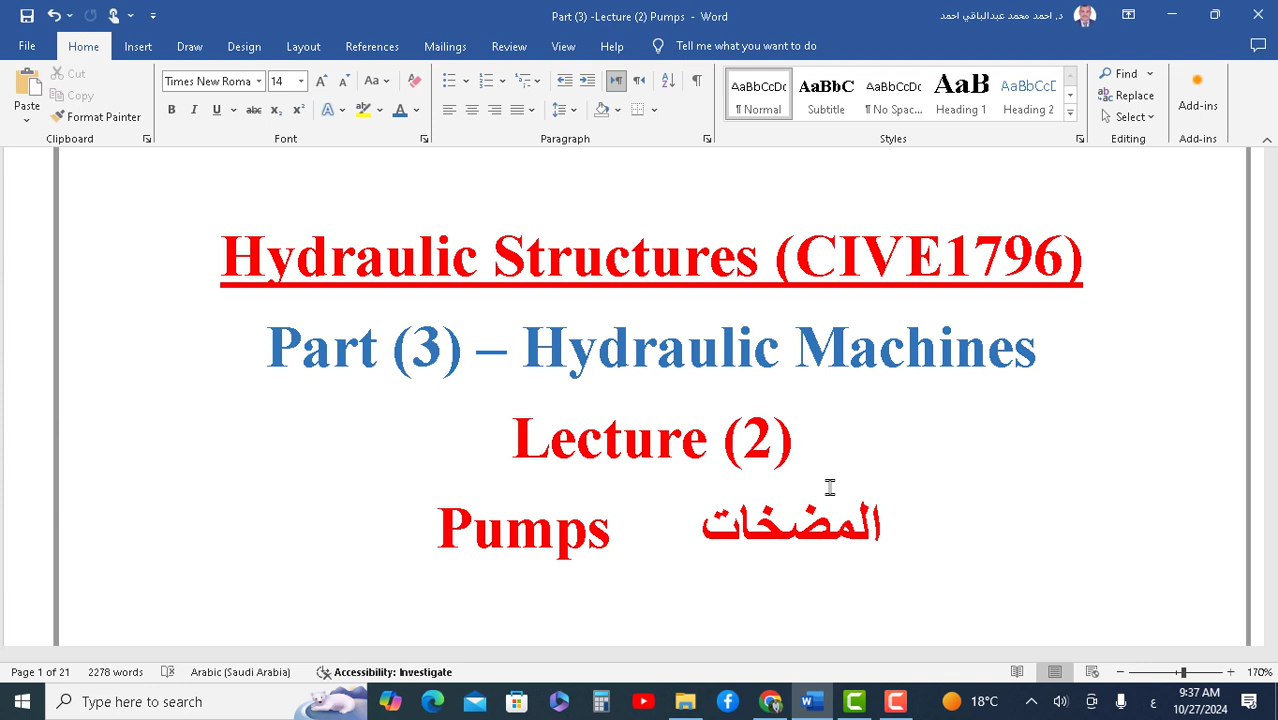 Part (3) -Lecture (2) Pumps - Word
د. احمد محمد عبدالباقي احمد
File Home Insert Draw Design Layout References Mailings Review View Help Tell me what you want to do
Paste
Cut
Copy
Format Painter
Clipboard
Times New Roma 14
Font
Paragraph
AaBbCcDc AaBbC AaBbCcDc AaB AaBbCcD
¶ Normal Subtitle ¶ No Spac... Heading 1 Heading 2
Styles
Find
Replace
Select
Editing
Add-ins
Add-ins
Hydraulic Structures (CIVE1796)
Part (3) – Hydraulic Machines
Lecture (2)
Pumps المضخات
Page 1 of 21 2278 words Arabic (Saudi Arabia) Accessibility: Investigate 170%
Type here to search
18°C
ع
9:37 AM
10/27/2024